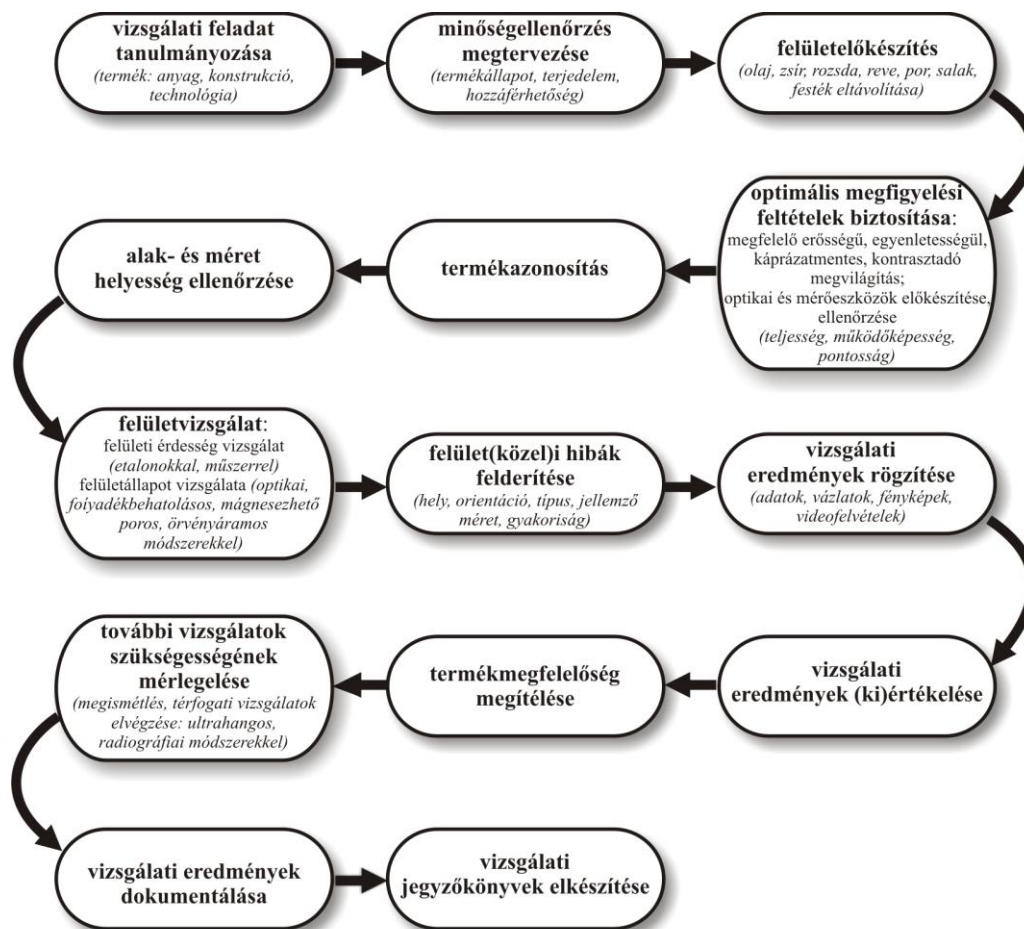 vizsgálati feladat
tanulmányozása
(termék: anyag, konstrukció,
technológia)
minőségellenőrzés
megtervezése
(termékállapot, terjedelem,
hozzáférhetőség)
felületelőkészítés
(olaj, zsír, rozsda, reve, por, salak,
festék eltávolítása)
optimális megfigyelési
feltételek biztosítása:
megfelelő erősségű, egyenletességül,
káprázatmentes, kontrasztadó
megvilágítás;
optikai és mérőeszközök előkészítése,
ellenőrzése
(teljesség, működőképesség,
pontosság)
termékazonosítás
alak- és méret
helyesség ellenőrzése
felületvizsgálat:
felületi érdesség vizsgálat
(etalonokkal, műszerrel)
felületállapot vizsgálata (optikai,
folyadékbehatolásos, mágnesezhető
poros, örvényáramos
módszerekkel)
felület(közel)i hibák
felderítése
(hely, orientáció, típus, jellemző
méret, gyakoriság)
vizsgálati
eredmények rögzítése
(adatok, vázlatok, fényképek,
videofelvételek)
vizsgálati
eredmények (ki)értékelése
termékmegfelelőség
megítélése
további vizsgálatok
szükségességének
mérlegelése
(megismétlés, térfogati vizsgálatok
elvégzése: ultrahangos,
radiográfiai módszerekkel)
vizsgálati eredmények
dokumentálása
vizsgálati
jegyzőkönyvek elkészítése